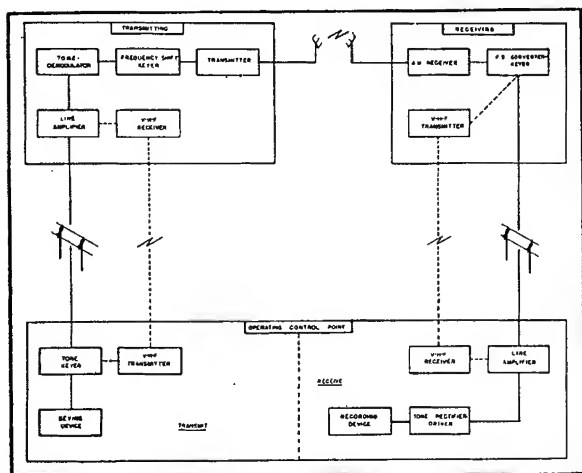 TRANSMITTING
TONE-
DEMODULATOR
FREQUENCY SHIFT
KEYER
TRANSMITTER
LINE
AMPLIFIER
V-H-F
RECEIVER
RECEIVING
AM RECEIVER
F S CONVERTER-
KEYER
V-H-F
TRANSMITTER
OPERATING CONTROL POINT
TONE
KEYER
V-H-F
TRANSMITTER
KEYING
DEVICE
TRANSMIT
RECEIVE
V-H-F
RECEIVER
LINE
AMPLIFIER
RECORDING
DEVICE
TONE RECTIFIER-
DRIVER